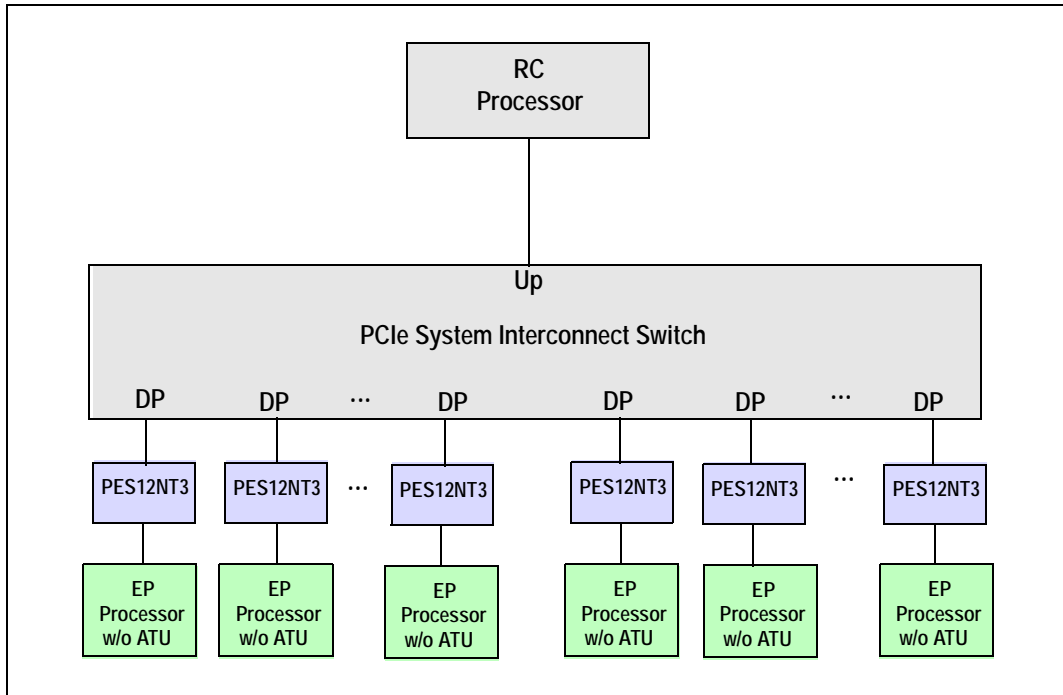 RC
Processor
Up
PCIe System Interconnect Switch
DP DP ... DP DP DP ... DP
PES12NT3 PES12NT3 ... PES12NT3 PES12NT3 PES12NT3 ... PES12NT3
EP EP EP EP EP EP
Processor Processor Processor Processor Processor Processor
w/o ATU w/o ATU w/o ATU w/o ATU w/o ATU w/o ATU